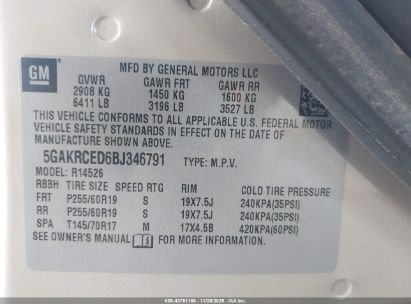 GM
MFD BY GENERAL MOTORS LLC
GVWR GAWR FRT GAWR RR
2908 KG 1450 KG 1600 KG
6411 LB 3196 LB 3527 LB
THIS VEHICLE CONFORMS TO ALL APPLICABLE U.S. FEDERAL MOTOR
VEHICLE SAFETY STANDARDS IN EFFECT ON THE DATE OF
MANUFACTURE SHOWN ABOVE.
5GAKRCED6BJ346791 TYPE: M.P.V.
MODEL: R14526
RBBH TIRE SIZE SPEED RTG RIM COLD TIRE PRESSURE
FRT P255/60R19 S 19X7.5J 240KPA(35PSI)
RR P255/60R19 S 19X7.5J 240KPA(35PSI)
SPA T145/70R17 M 17X4.5B 420KPA(60PSI)
SEE OWNER'S MANUAL FOR MORE INFORMATION.